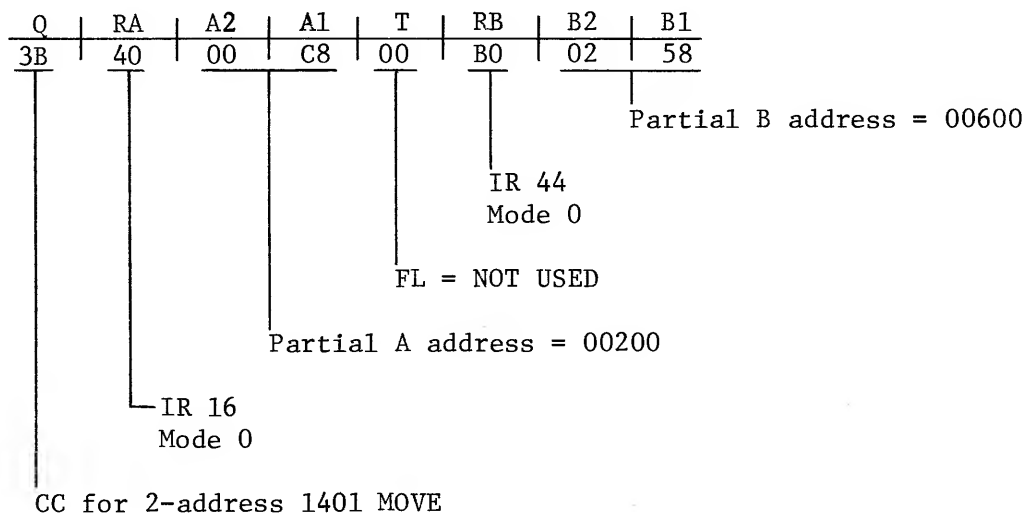 Q | RA | A2 | A1 | T | RB | B2 | B1
3B | 40 | 00 | C8 | 00 | B0 | 02 | 58
Partial B address = 00600
IR 44
Mode 0
FL = NOT USED
Partial A address = 00200
IR 16
Mode 0
CC for 2-address 1401 MOVE